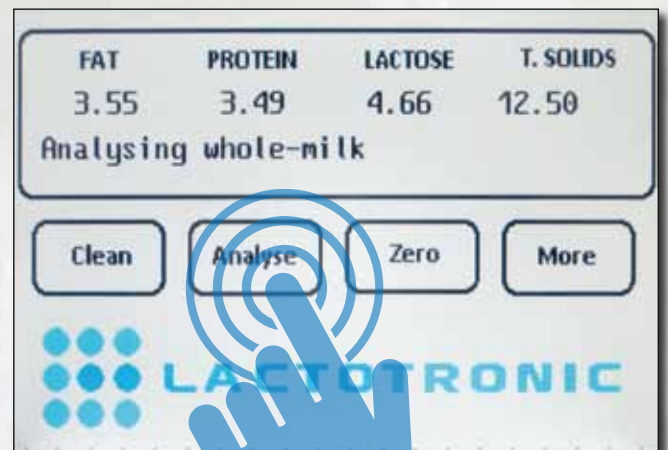 FAT PROTEIN LACTOSE T. SOLIDS
3.55 3.49 4.66 12.50
Analysing whole-milk
Clean Analyse Zero More
LACTOTRONIC